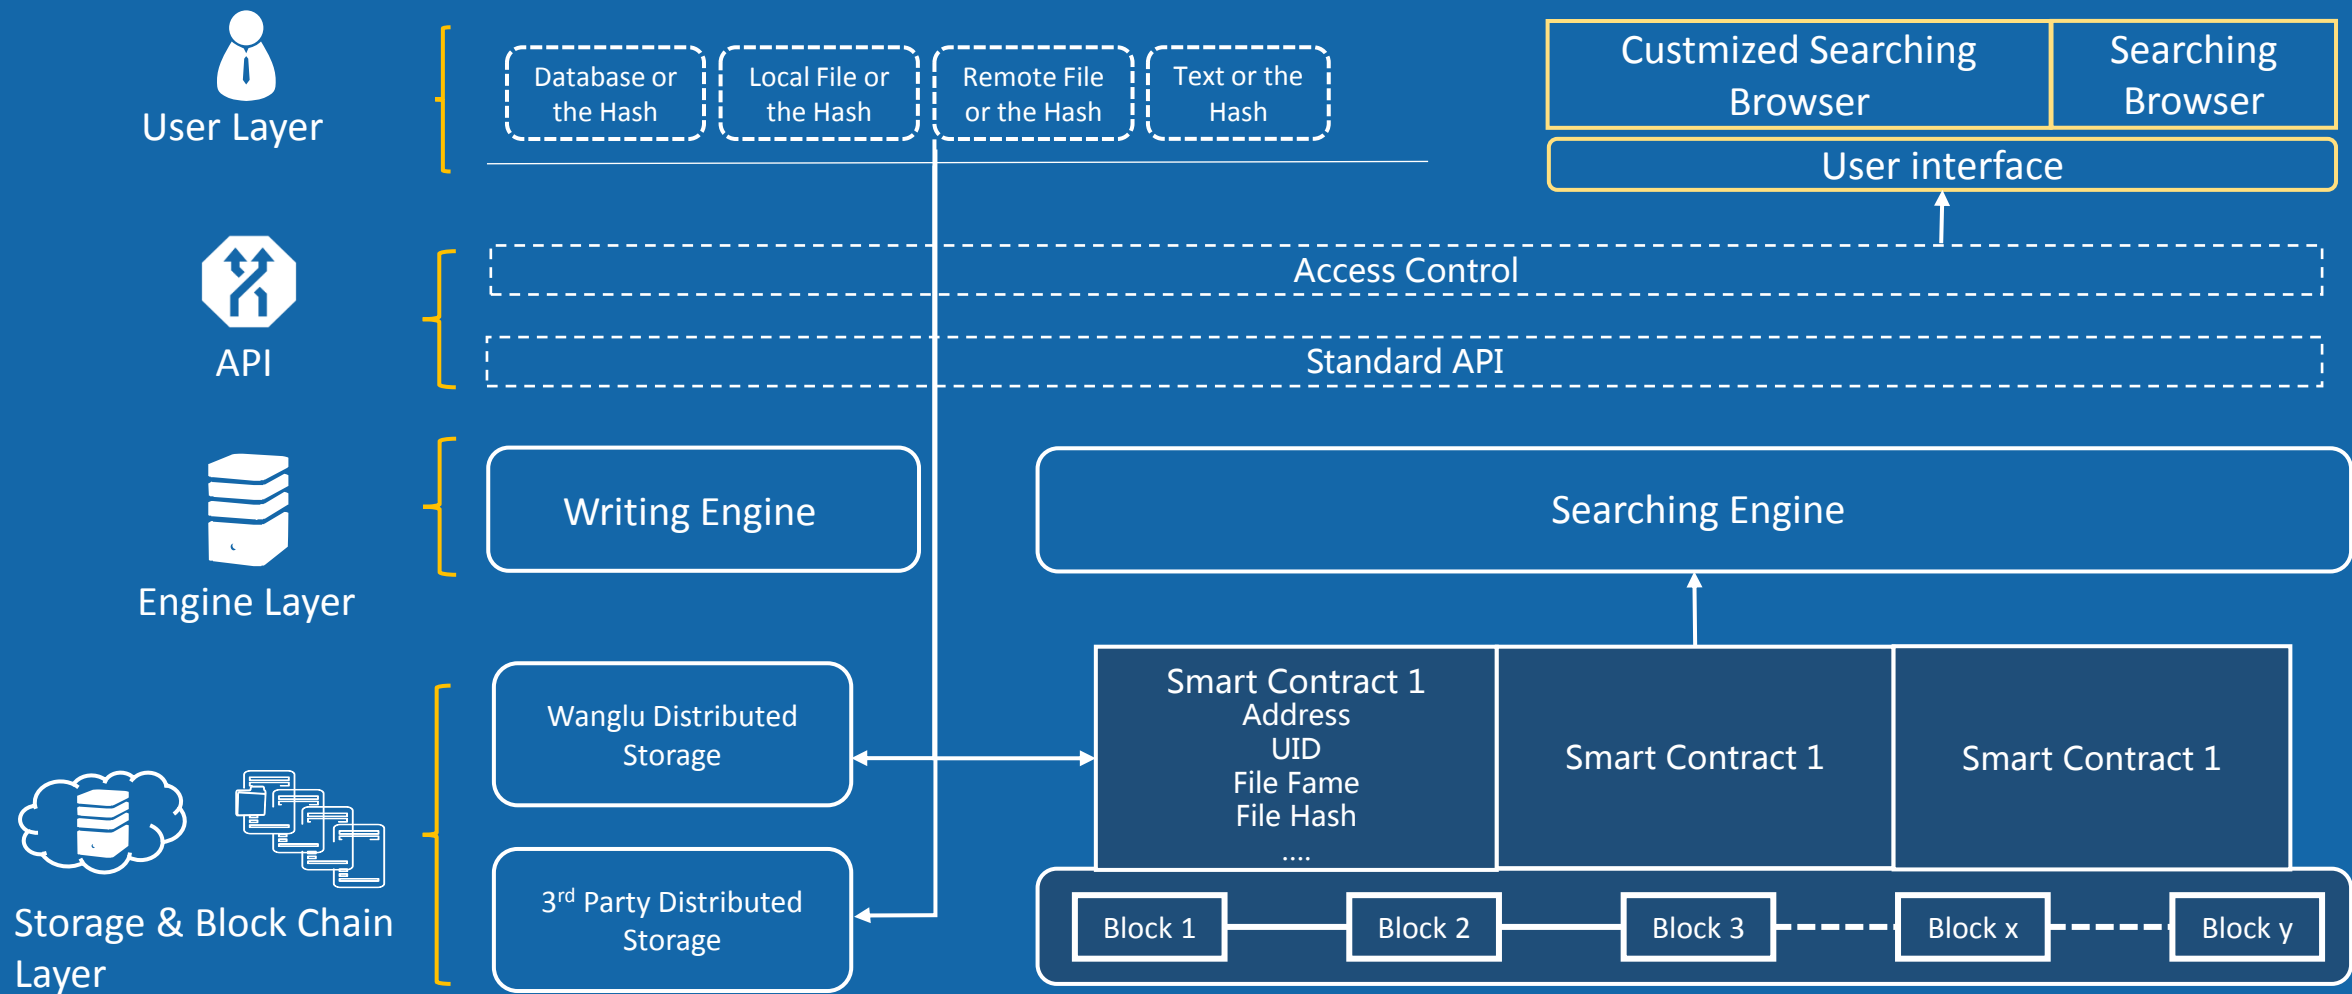 User Layer
Database or
the Hash
Local File or
the Hash
Remote File
or the Hash
Text or the
Hash
Custmized Searching
Browser
Searching
Browser
User interface
API
Access Control
Standard API
Engine Layer
Writing Engine
Searching Engine
Storage & Block Chain
Layer
Wanglu Distributed
Storage
3rd Party Distributed
Storage
Smart Contract 1
Address
UID
File Fame
File Hash
....
Smart Contract 1
Smart Contract 1
Block 1
Block 2
Block 3
Block x
Block y